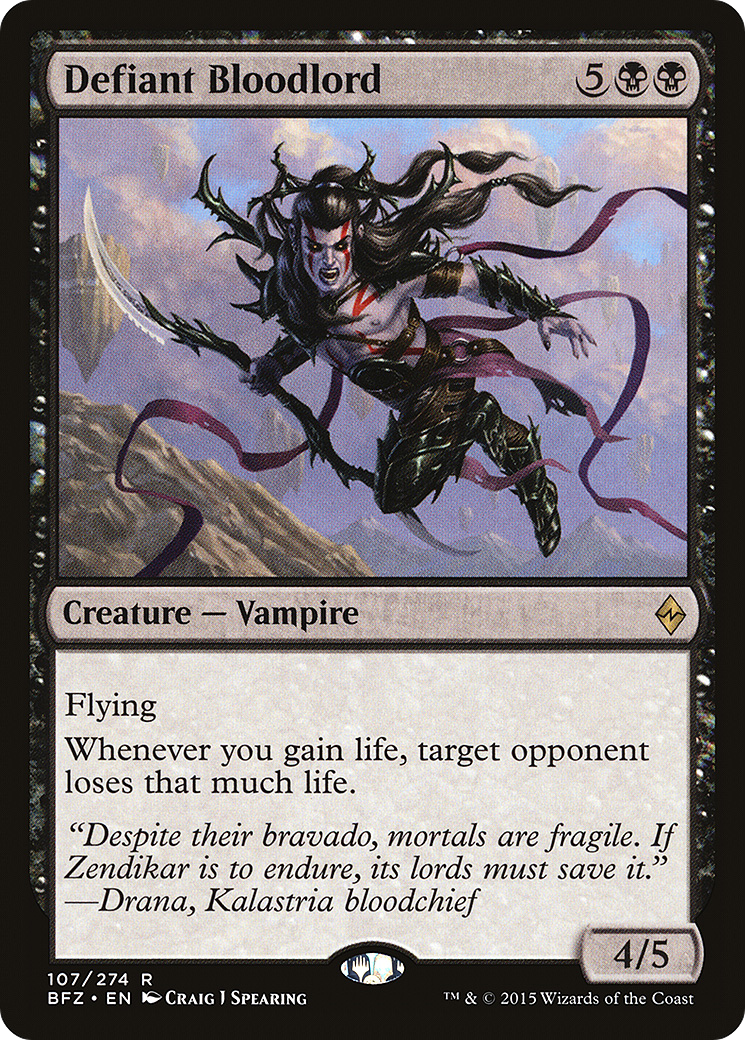 Defiant Bloodlord 5
Creature — Vampire
Flying
Whenever you gain life, target opponent
loses that much life.
“Despite their bravado, mortals are fragile. If
Zendikar is to endure, its lords must save it.”
—Drana, Kalastria bloodchief
4/5
107/274 R
BFZ • EN Craig J Spearing
™ & © 2015 Wizards of the Coast